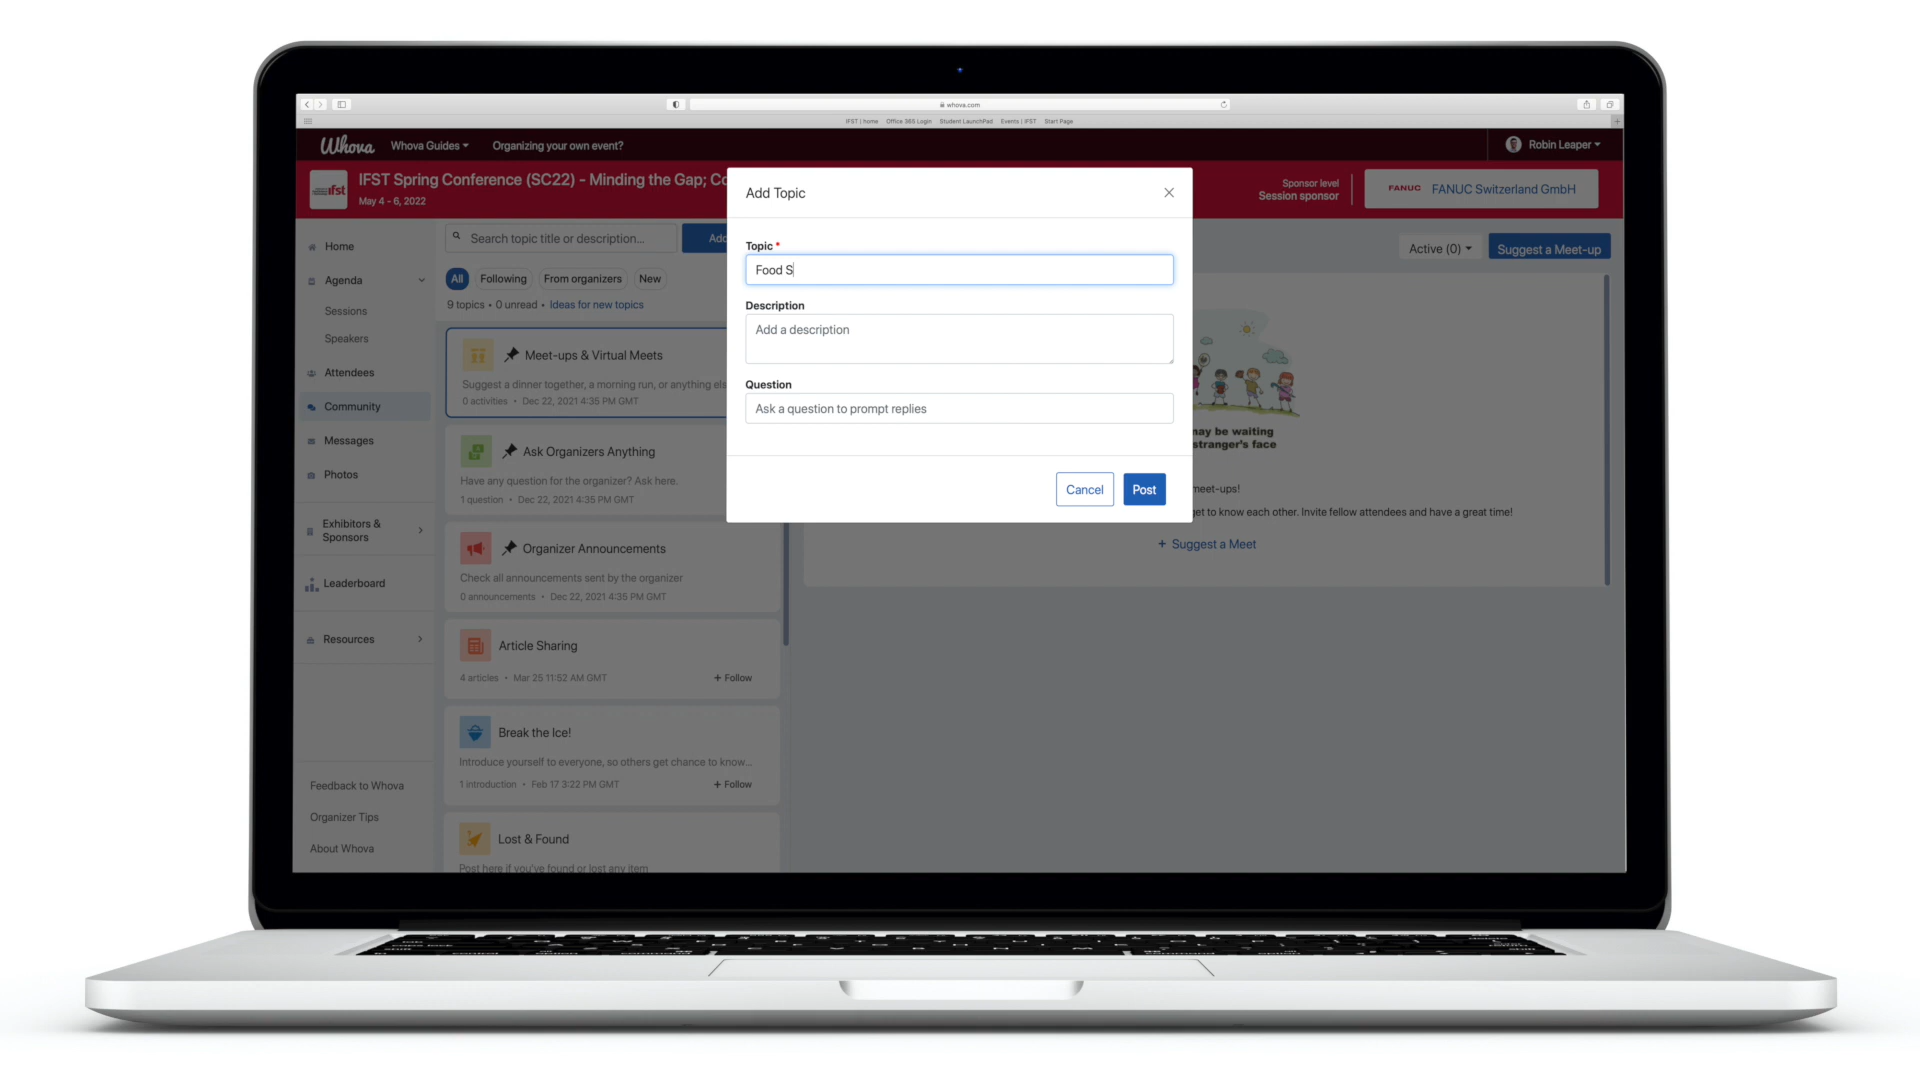 whova.com
IFST | home Office 365 Login Student LaunchPad Events | IFST Start Page
Whova Whova Guides Organizing your own event? Robin Leaper
ifst
IFST Spring Conference (SC22) - Minding the Gap; Co
May 4 - 6, 2022
Sponsor level
Session sponsor
FANUC FANUC Switzerland GmbH
Home
Agenda
Sessions
Speakers
Attendees
Community
Messages
Photos
Exhibitors &
Sponsors
Leaderboard
Resources
Feedback to Whova
Organizer Tips
About Whova
Search topic title or description...
Add
All Following From organizers New
9 topics • 0 unread • Ideas for new topics
Meet-ups & Virtual Meets
Suggest a dinner together, a morning run, or anything els
0 activities • Dec 22, 2021 4:35 PM GMT
Ask Organizers Anything
Have any question for the organizer? Ask here.
1 question • Dec 22, 2021 4:35 PM GMT
Organizer Announcements
Check all announcements sent by the organizer
0 announcements • Dec 22, 2021 4:35 PM GMT
Article Sharing
4 articles • Mar 25 11:52 AM GMT
+ Follow
Break the Ice!
Introduce yourself to everyone, so others get chance to know...
1 introduction • Feb 17 3:22 PM GMT
+ Follow
Lost & Found
Post here if you've found or lost any item
Add Topic
Topic *
Food S
Description
Add a description
Question
Ask a question to prompt replies
Cancel
Post
Active (0)
Suggest a Meet-up
may be waiting
stranger's face
meet-ups!
get to know each other. Invite fellow attendees and have a great time!
+ Suggest a Meet